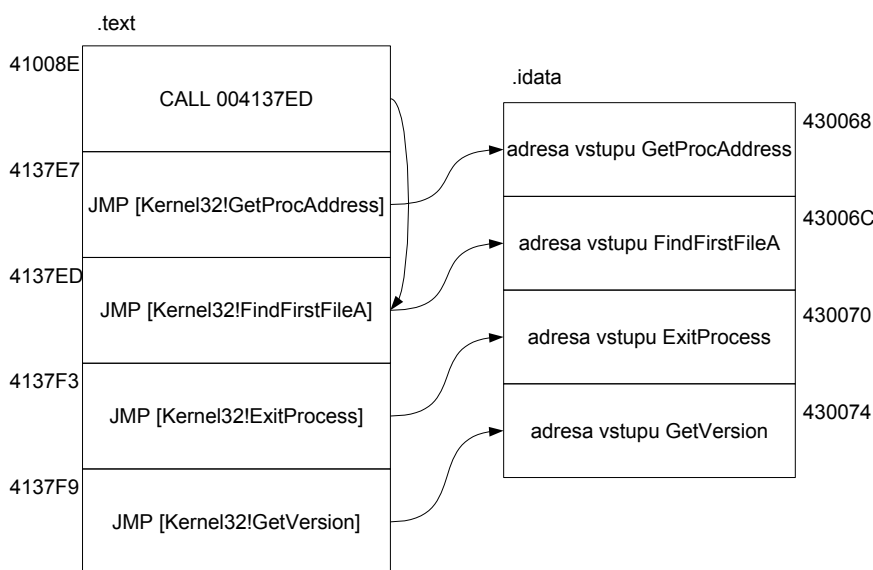 .text
41008E
CALL 004137ED
4137E7
JMP [Kernel32!GetProcAddress]
4137ED
JMP [Kernel32!FindFirstFileA]
4137F3
JMP [Kernel32!ExitProcess]
4137F9
JMP [Kernel32!GetVersion]
.idata
430068
adresa vstupu GetProcAddress
43006C
adresa vstupu FindFirstFileA
430070
adresa vstupu ExitProcess
430074
adresa vstupu GetVersion